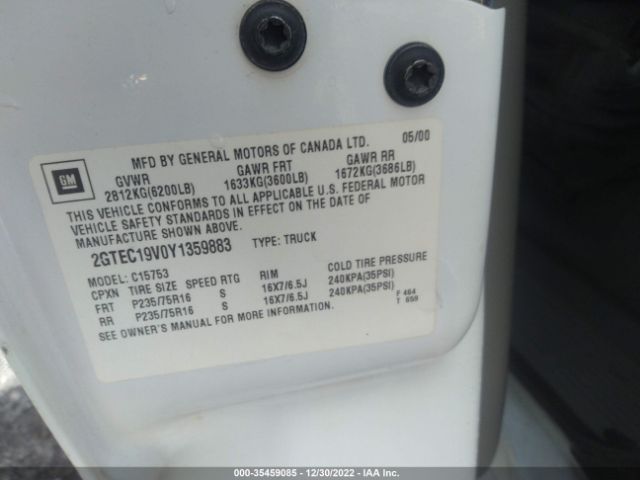 MFD BY GENERAL MOTORS OF CANADA LTD. 05/00
GM
GVWR GAWR FRT GAWR RR
2812KG(6200LB) 1633KG(3600LB) 1672KG(3686LB)
THIS VEHICLE CONFORMS TO ALL APPLICABLE U.S. FEDERAL MOTOR
VEHICLE SAFETY STANDARDS IN EFFECT ON THE DATE OF
MANUFACTURE SHOWN ABOVE.
2GTEC19V0Y1359883 TYPE: TRUCK
MODEL: C15753
CPXN TIRE SIZE SPEED RTG RIM COLD TIRE PRESSURE
FRT P235/75R16 S 16X7/6.5J 240KPA(35PSI)
RR P235/75R16 S 16X7/6.5J 240KPA(35PSI)
SEE OWNER'S MANUAL FOR MORE INFORMATION.
F 464
T 659
000-35459085 - 12/30/2022 - IAA Inc.